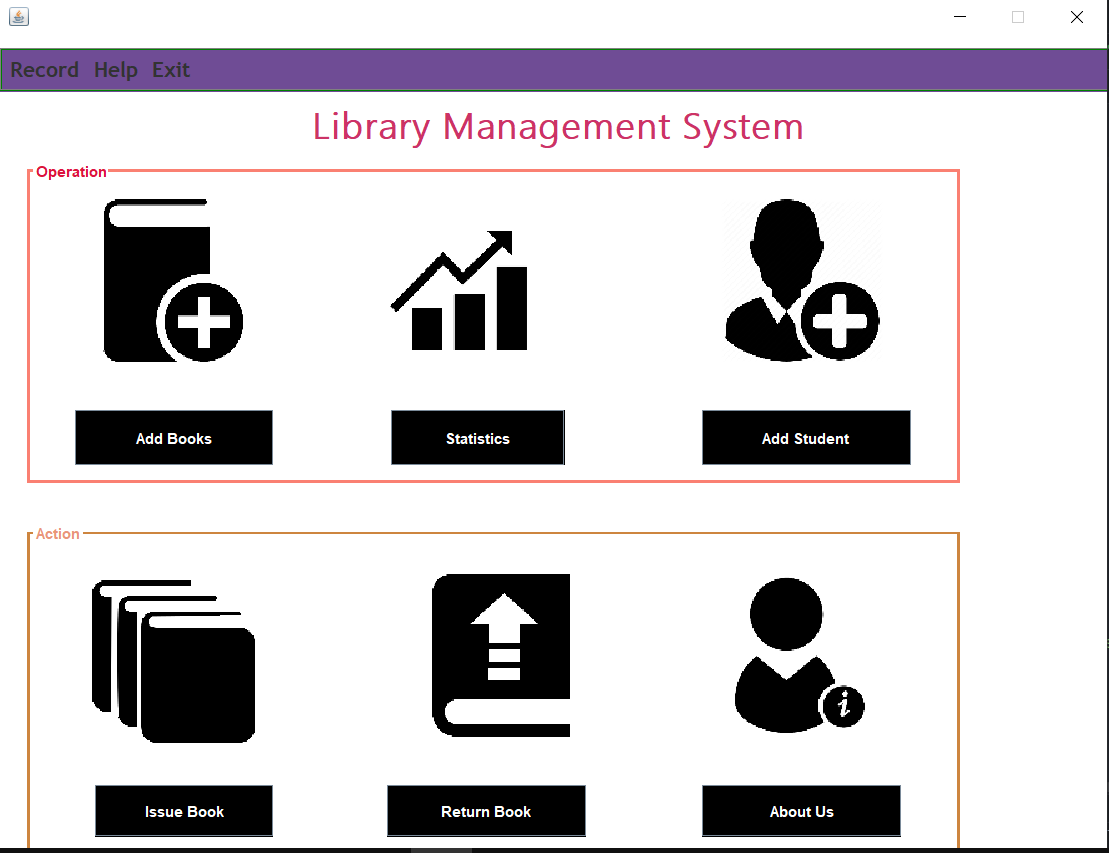 Record Help Exit
Library Management System
Operation
Add Books Statistics Add Student
Action
i
Issue Book Return Book About Us